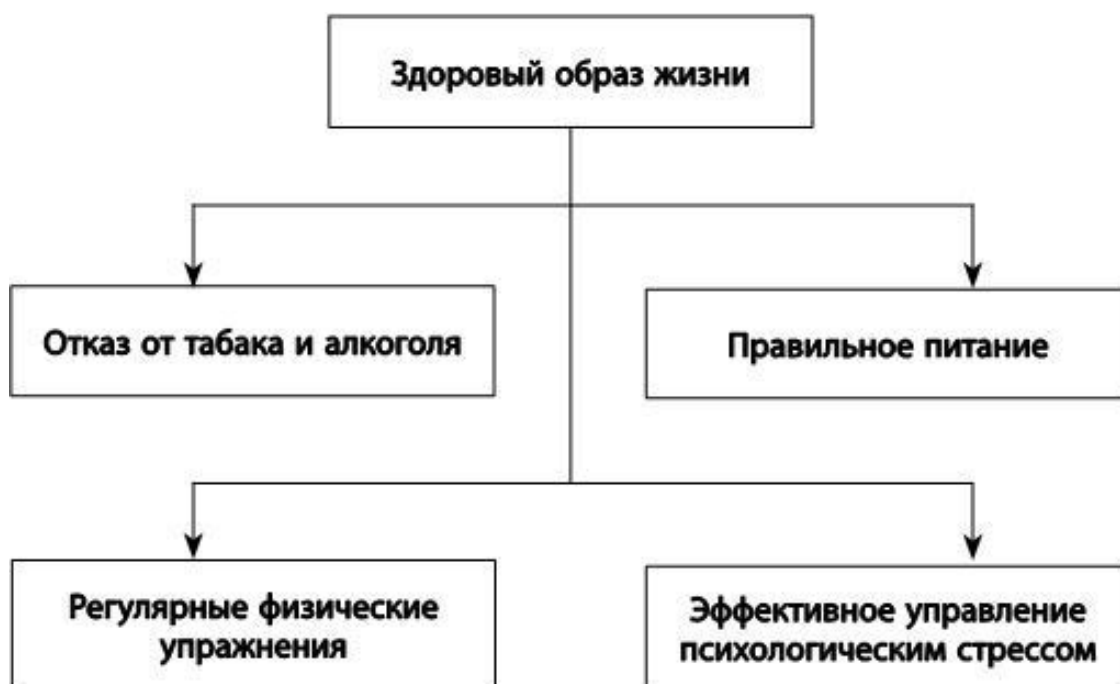 Здоровый образ жизни
Отказ от табака и алкоголя
Правильное питание
Регулярные физические
упражнения
Эффективное управление
психологическим стрессом